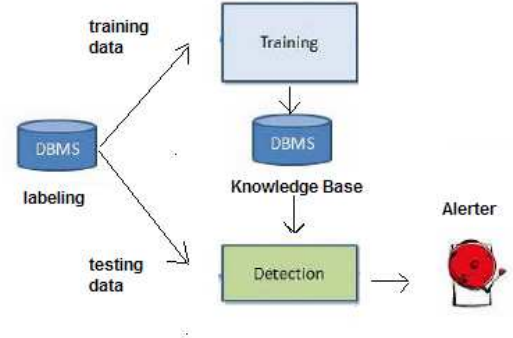 training
data
Training
DBMS
labeling
DBMS
Knowledge Base
Alerter
testing
data
Detection